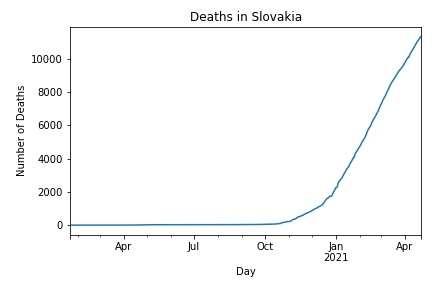 Deaths in Slovakia
Number of Deaths
10000
8000
6000
4000
2000
0
Apr Jul Oct Jan Apr
2021
Day